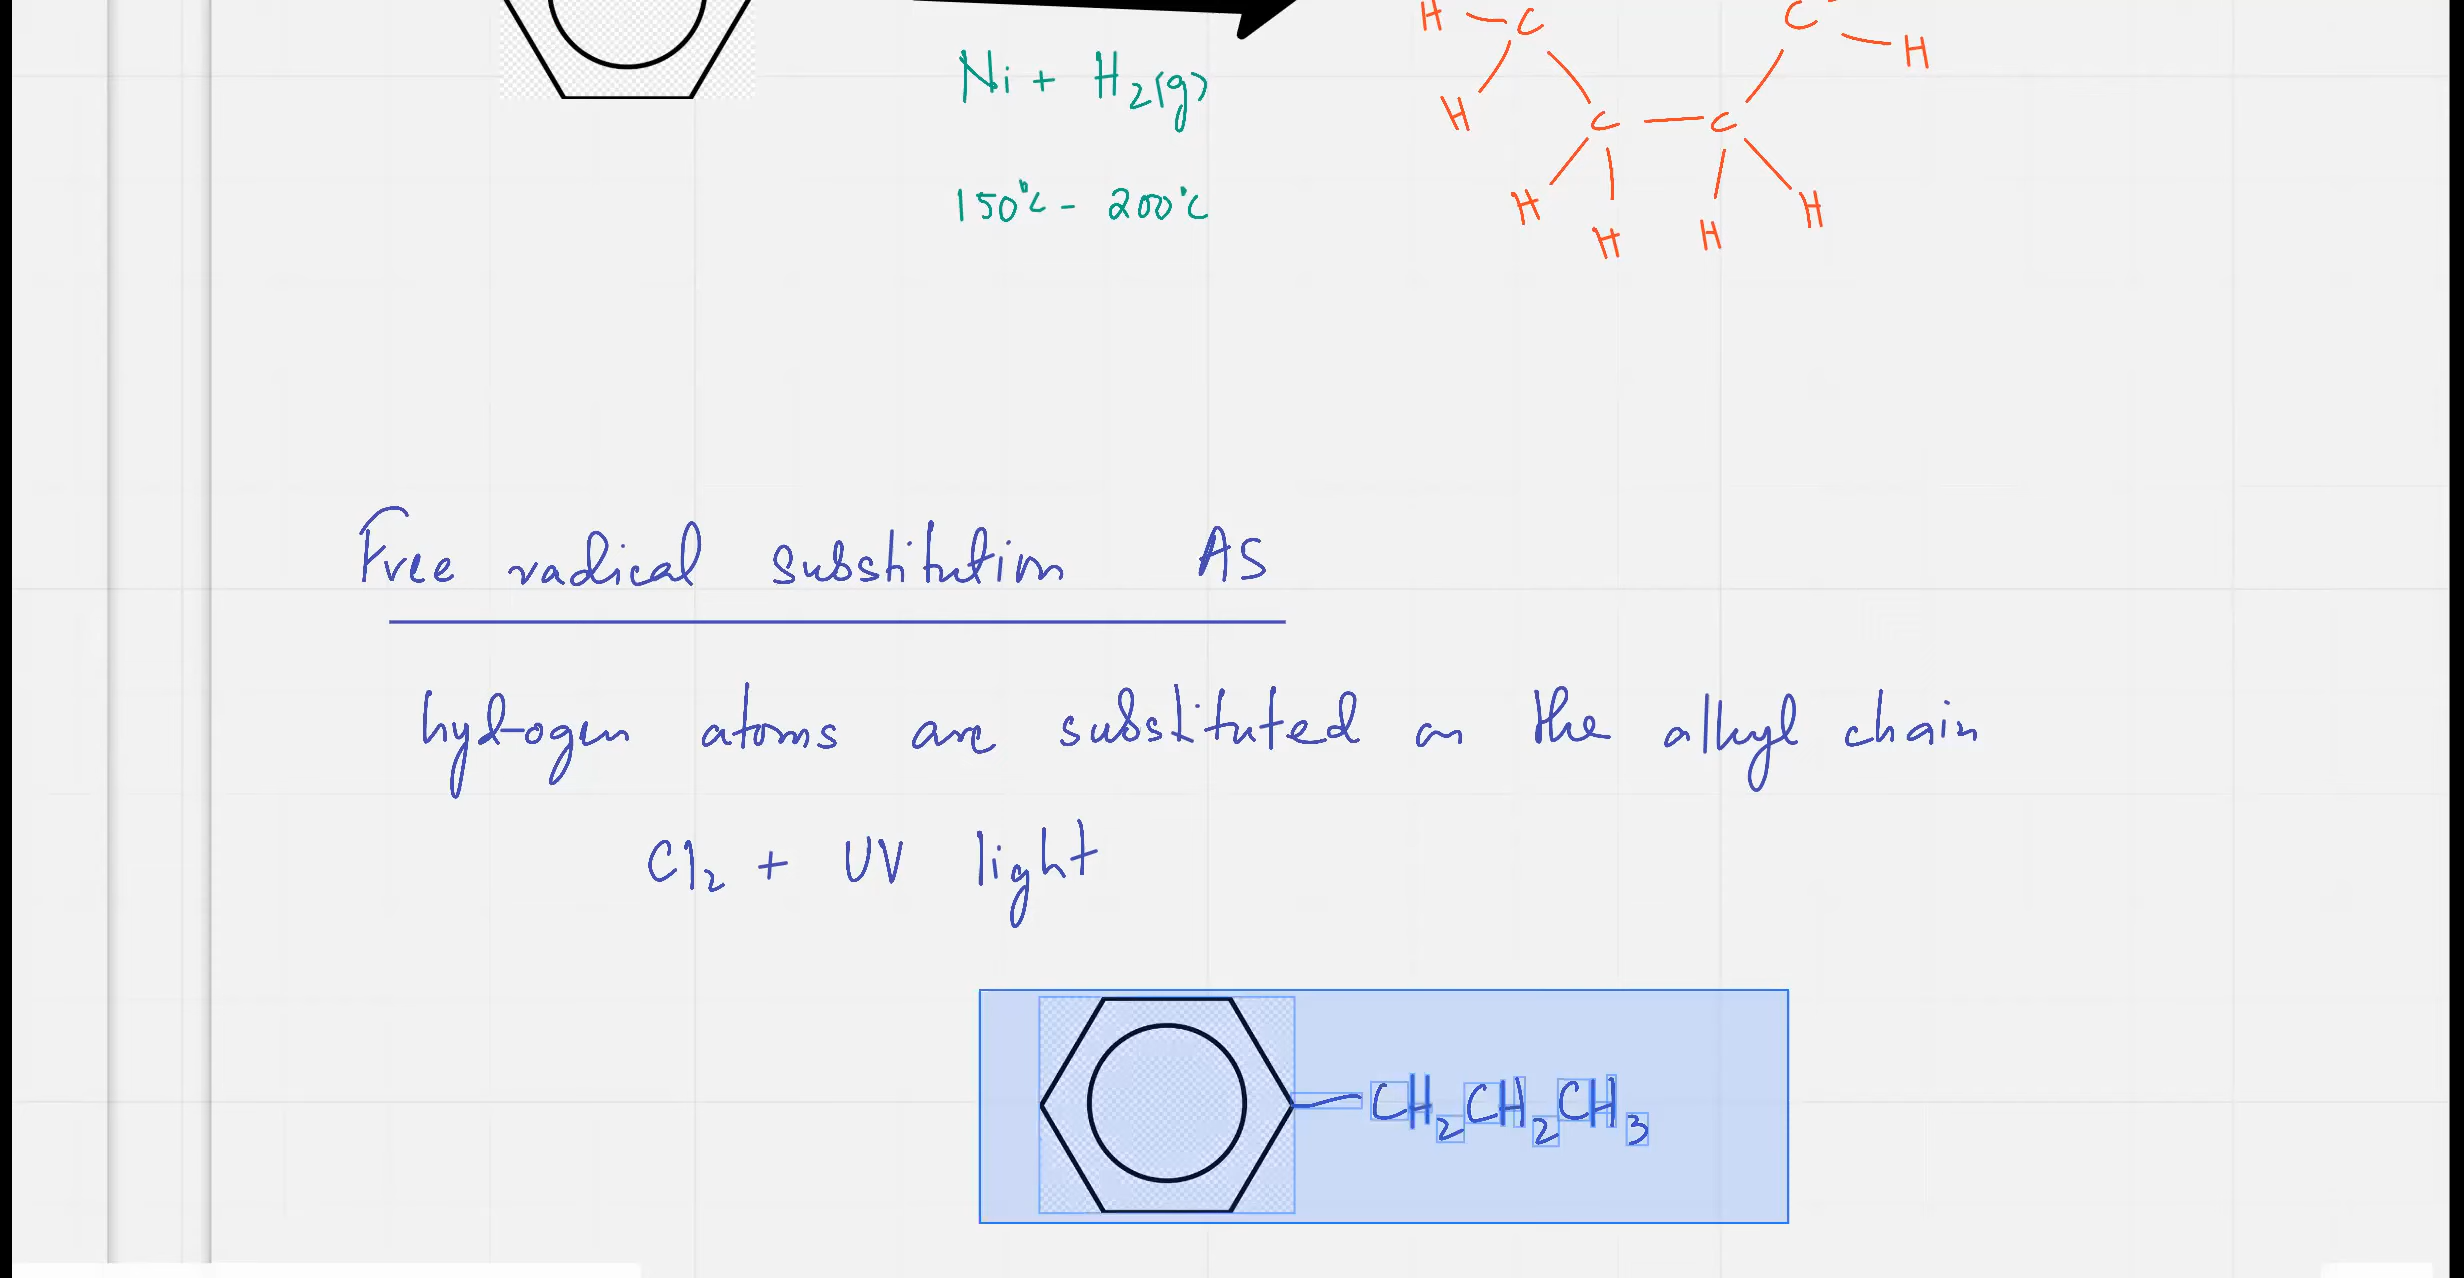 H C C H
Ni + H2(g)
H C C
150°C - 200°C
H H H H
Free radical substitution AS
hydrogen atoms are substituted on the alkyl chain
Cl2 + UV light
CH2CH2CH3